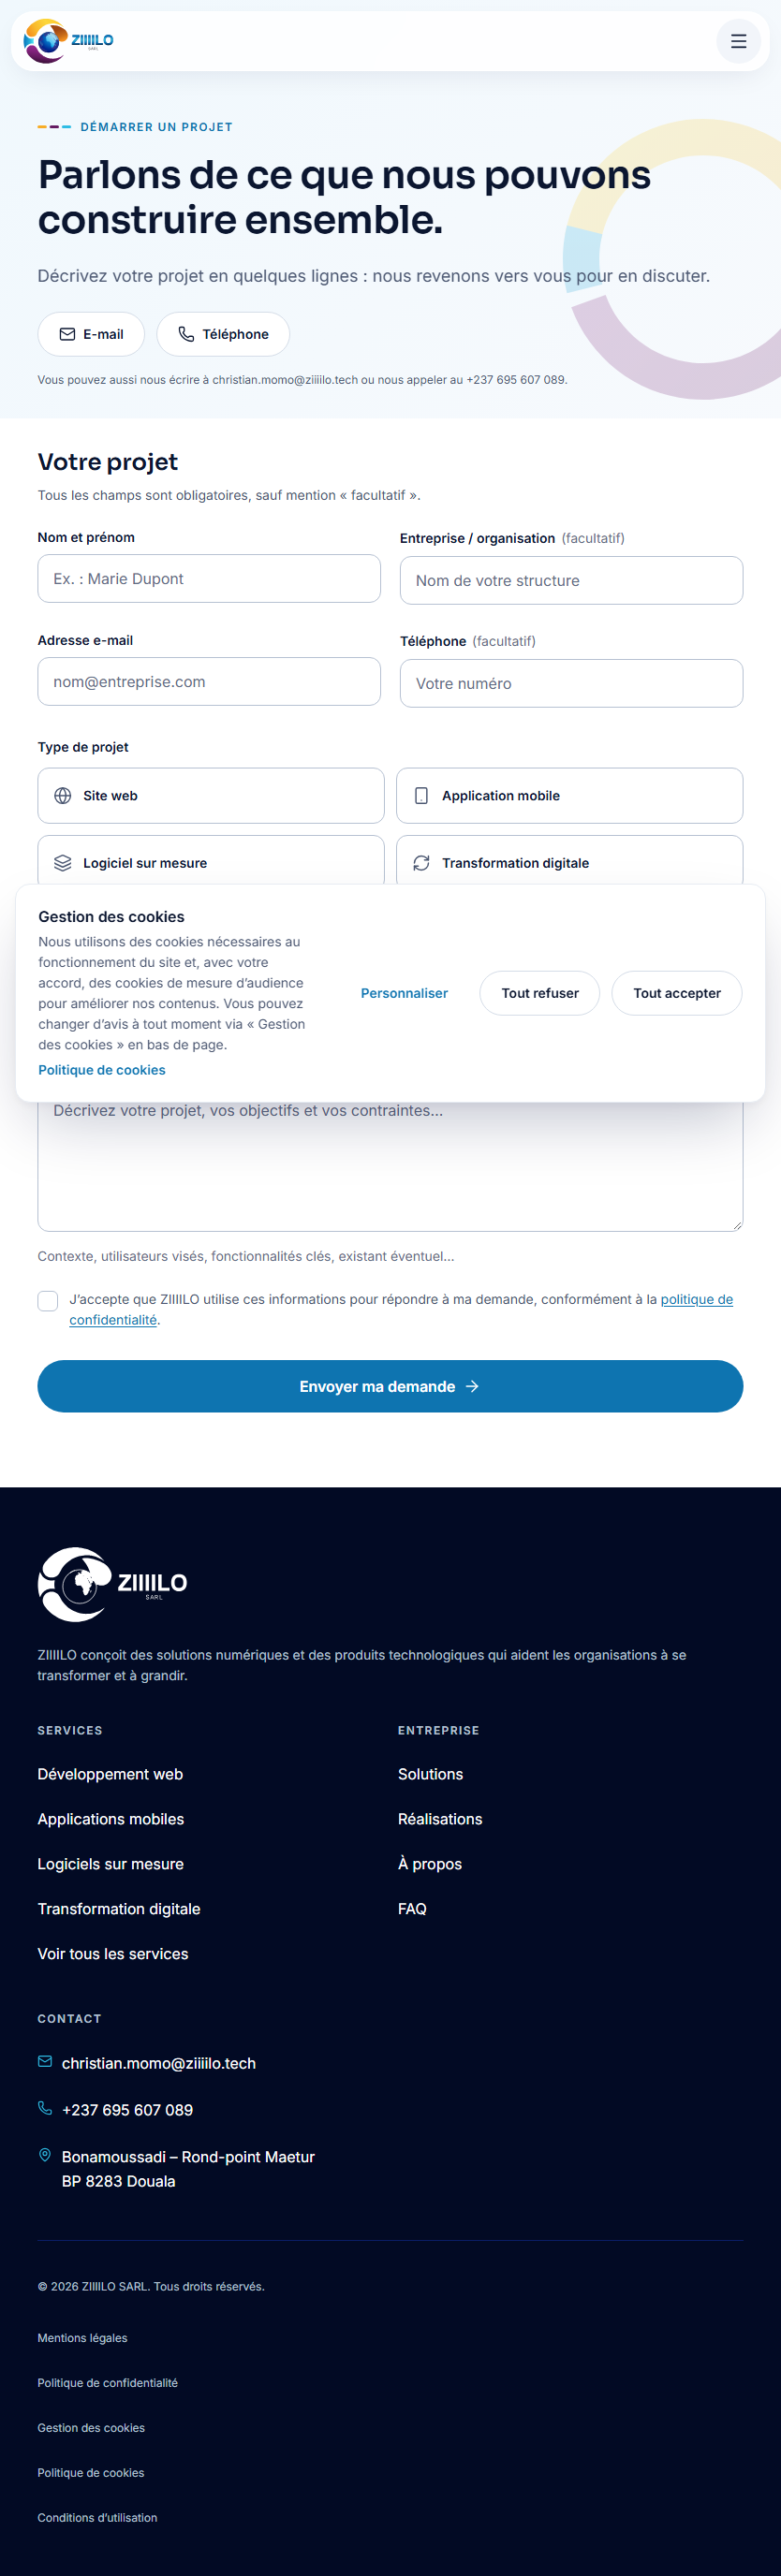 ZIIIILO
SARL
DÉMARRER UN PROJET
Parlons de ce que nous pouvons
construire ensemble.
Décrivez votre projet en quelques lignes : nous revenons vers vous pour en discuter.
E-mail
Téléphone
Vous pouvez aussi nous écrire à christian.momo@ziiiilo.tech ou nous appeler au +237 695 607 089.
Votre projet
Tous les champs sont obligatoires, sauf mention « facultatif ».
Nom et prénom
Entreprise / organisation (facultatif)
Ex. : Marie Dupont
Nom de votre structure
Adresse e-mail
Téléphone (facultatif)
nom@entreprise.com
Votre numéro
Type de projet
Site web
Application mobile
Logiciel sur mesure
Transformation digitale
Gestion des cookies
Nous utilisons des cookies nécessaires au
fonctionnement du site et, avec votre
accord, des cookies de mesure d’audience
pour améliorer nos contenus. Vous pouvez
changer d’avis à tout moment via « Gestion
des cookies » en bas de page.
Politique de cookies
Personnaliser
Tout refuser
Tout accepter
Décrivez votre projet, vos objectifs et vos contraintes…
Contexte, utilisateurs visés, fonctionnalités clés, existant éventuel…
J’accepte que ZIIIILO utilise ces informations pour répondre à ma demande, conformément à la politique de
confidentialité.
Envoyer ma demande
ZIIIILO
SARL
ZIIIILO conçoit des solutions numériques et des produits technologiques qui aident les organisations à se
transformer et à grandir.
SERVICES
Développement web
Applications mobiles
Logiciels sur mesure
Transformation digitale
Voir tous les services
ENTREPRISE
Solutions
Réalisations
À propos
FAQ
CONTACT
christian.momo@ziiiilo.tech
+237 695 607 089
Bonamoussadi – Rond-point Maetur
BP 8283 Douala
© 2026 ZIIIILO SARL. Tous droits réservés.
Mentions légales
Politique de confidentialité
Gestion des cookies
Politique de cookies
Conditions d’utilisation